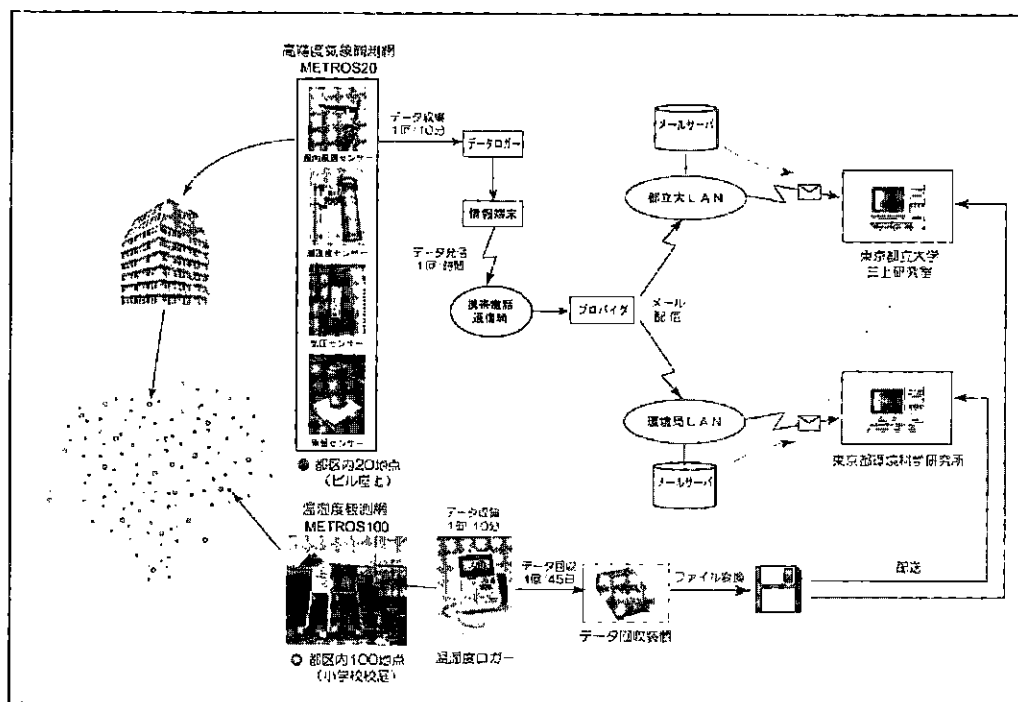 高精度気象観測網
METROS20
データ収集
1回/10分
データロガー
情報端末
データ発信
1回/時間
携帯電話
通信網
プロバイダ
メール
配信
メールサーバ
都立大LAN
東京都立大学
三上研究室
環境局LAN
メールサーバ
東京都環境科学研究所
温湿度センサー
気圧センサー
雨量センサー
都区内20地点
(ビル屋上)
温湿度観測網
METROS100
都区内100地点
(小学校校庭)
データ収集
1回/10分
温湿度ロガー
データ回収
1回/45日
データ回収装置
ファイル変換
配送